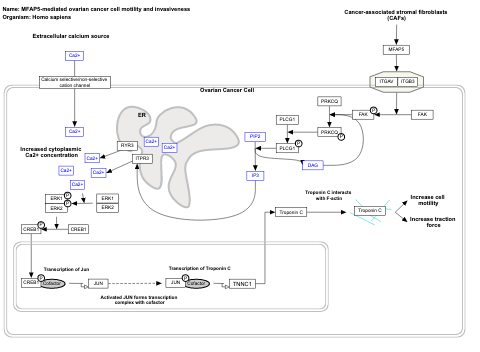 Name: MFAP5-mediated ovarian cancer cell motility and invasiveness
Organism: Homo sapiens
Cancer-associated stromal fibroblasts
(CAFs)
Extracellular calcium source
MFAP5
Ca2+
ITGAV ITGB3
Calcium selective/non-selective
cation channel
Ovarian Cancer Cell
PRKCQ
ER
P
FAK
FAK
PLCG1
Ca2+
P
PRKCQ
PIP2
RYR3
Ca2+
Ca2+
P
PLCG1
Increased cytoplasmic
Ca2+ concentration
Ca2+
ITPR3
DAG
Ca2+
Ca2+
IP3
Ca2+
Troponin C interacts
with F-actin
P
ERK1
ERK1
P
ERK2
ERK2
Increase cell
motility
Troponin C
Troponin C
Increase traction
force
P
CREB1
CREB1
Transcription of Jun
Transcription of Troponin C
P
CREB1
Cofactor
JUN
P
JUN
Cofactor
TNNC1
Activated JUN forms transcription
complex with cofactor